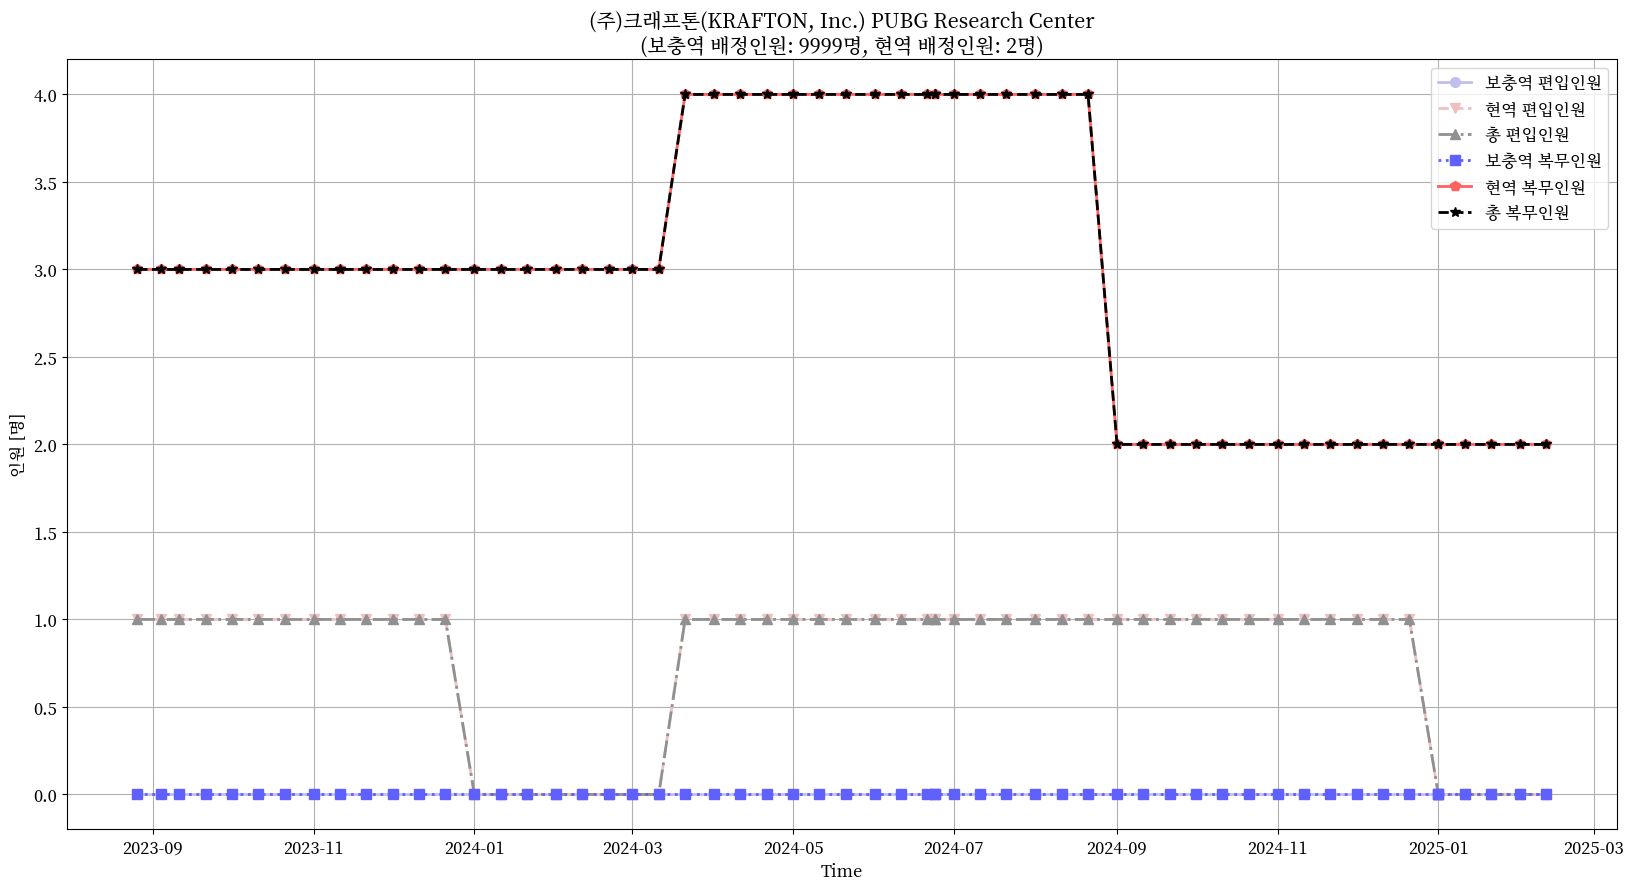 (주)크래프톤(KRAFTON, Inc.) PUBG Research Center
(보충역 배정인원: 9999명, 현역 배정인원: 2명)
보충역 편입인원
현역 편입인원
총 편입인원
보충역 복무인원
현역 복무인원
총 복무인원
4.0
3.5
3.0
2.5
2.0
1.5
1.0
0.5
0.0
인원 [명]
2023-09 2023-11 2024-01 2024-03 2024-05 2024-07 2024-09 2024-11 2025-01 2025-03
Time